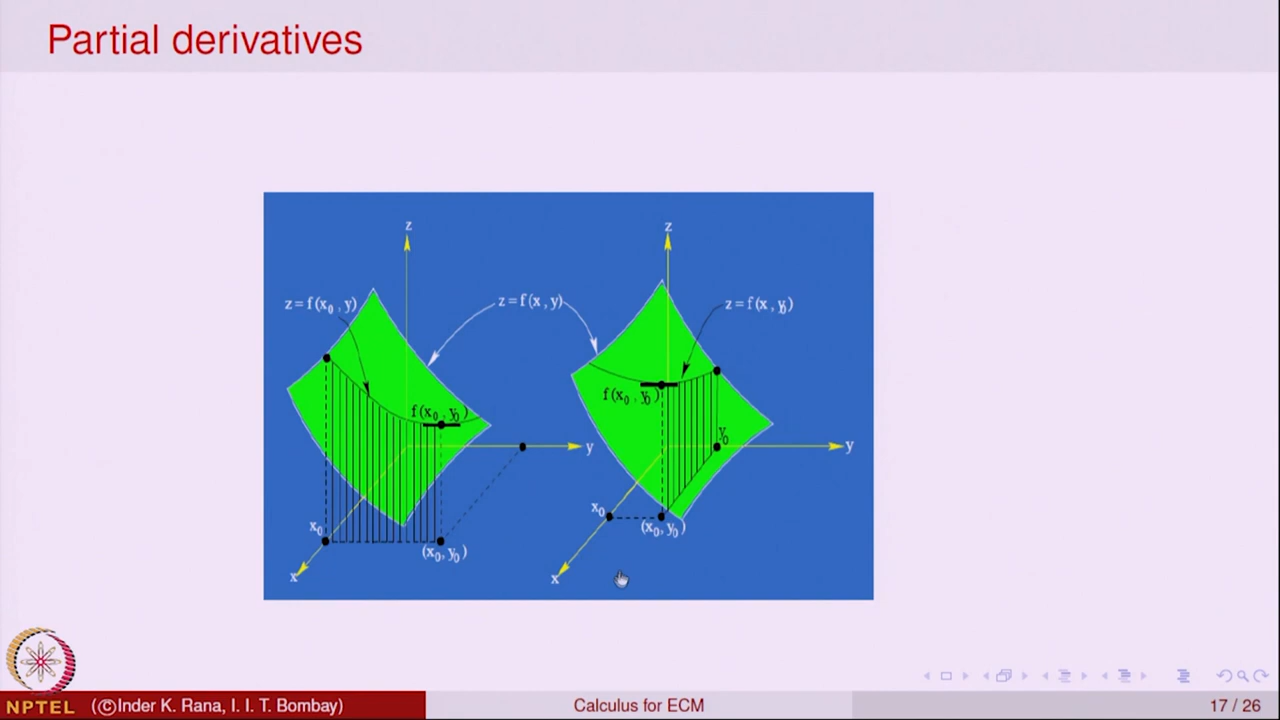 Partial derivatives
z
z = f(x₀ , y)
z = f(x , y)
f(x₀ , y₀)
y
x₀
(x₀, y₀)
x
z
z = f(x , y₀)
f(x₀ , y₀)
y₀
y
x₀
(x₀, y₀)
x
NPTEL
(©Inder K. Rana, I. I. T. Bombay)
Calculus for ECM
17 / 26